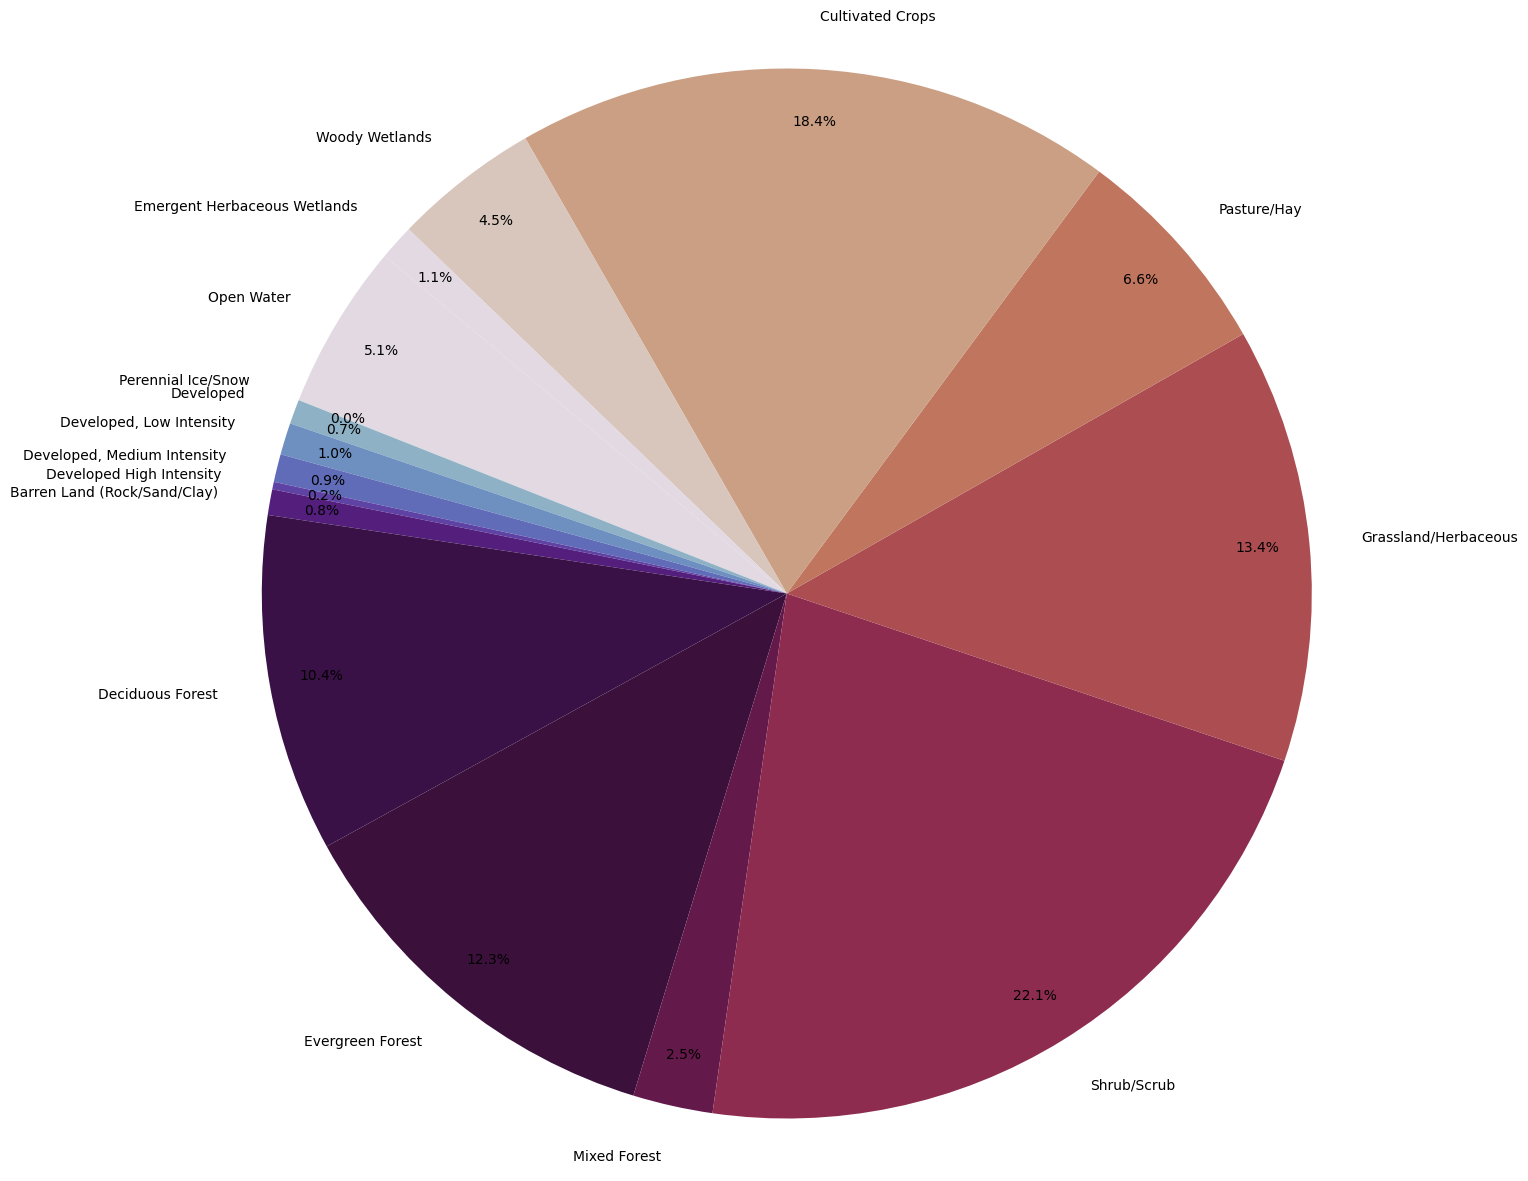 Cultivated Crops
18.4%
Woody Wetlands
4.5%
Pasture/Hay
6.6%
Emergent Herbaceous Wetlands
1.1%
Open Water
5.1%
Perennial Ice/Snow
0.0%
Developed
0.7%
Developed, Low Intensity
1.0%
Developed, Medium Intensity
0.9%
Developed High Intensity
0.2%
Barren Land (Rock/Sand/Clay)
0.8%
Grassland/Herbaceous
13.4%
Deciduous Forest
10.4%
Evergreen Forest
12.3%
Mixed Forest
2.5%
Shrub/Scrub
22.1%